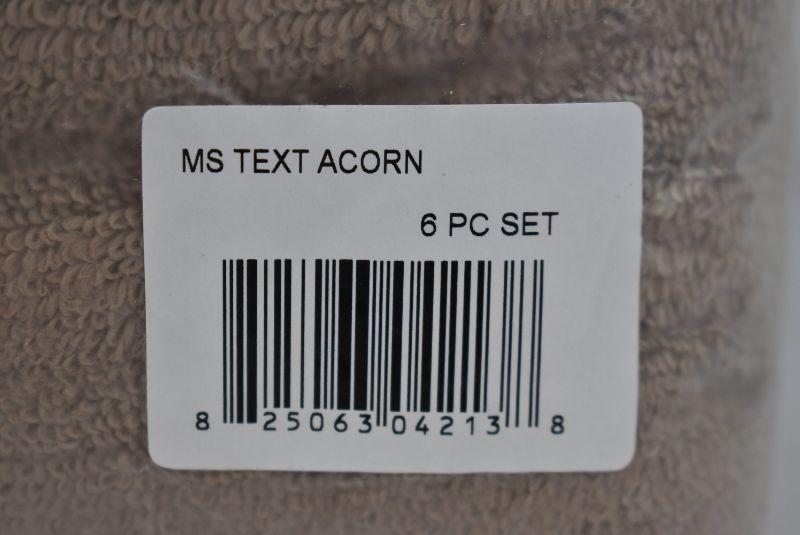 MS TEXT ACORN
6 PC SET
8 25063 04213 8